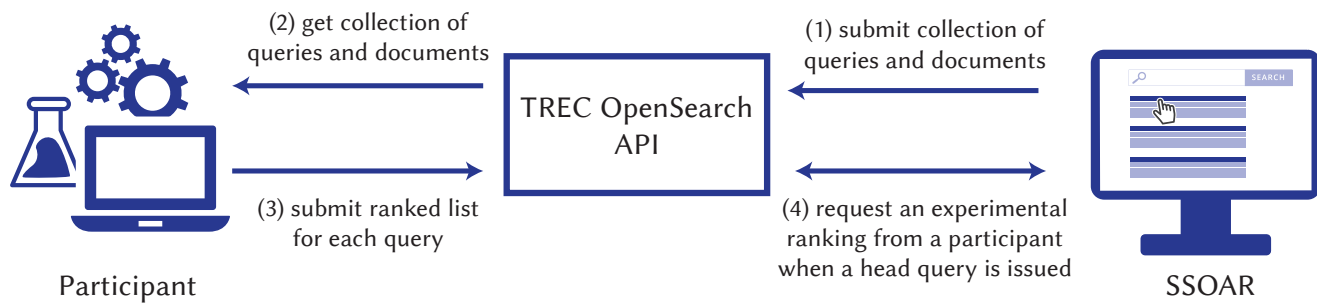 (2) get collection of
queries and documents
(1) submit collection of
queries and documents
SEARCH
TREC OpenSearch
API
(3) submit ranked list
for each query
(4) request an experimental
ranking from a participant
when a head query is issued
Participant
SSOAR